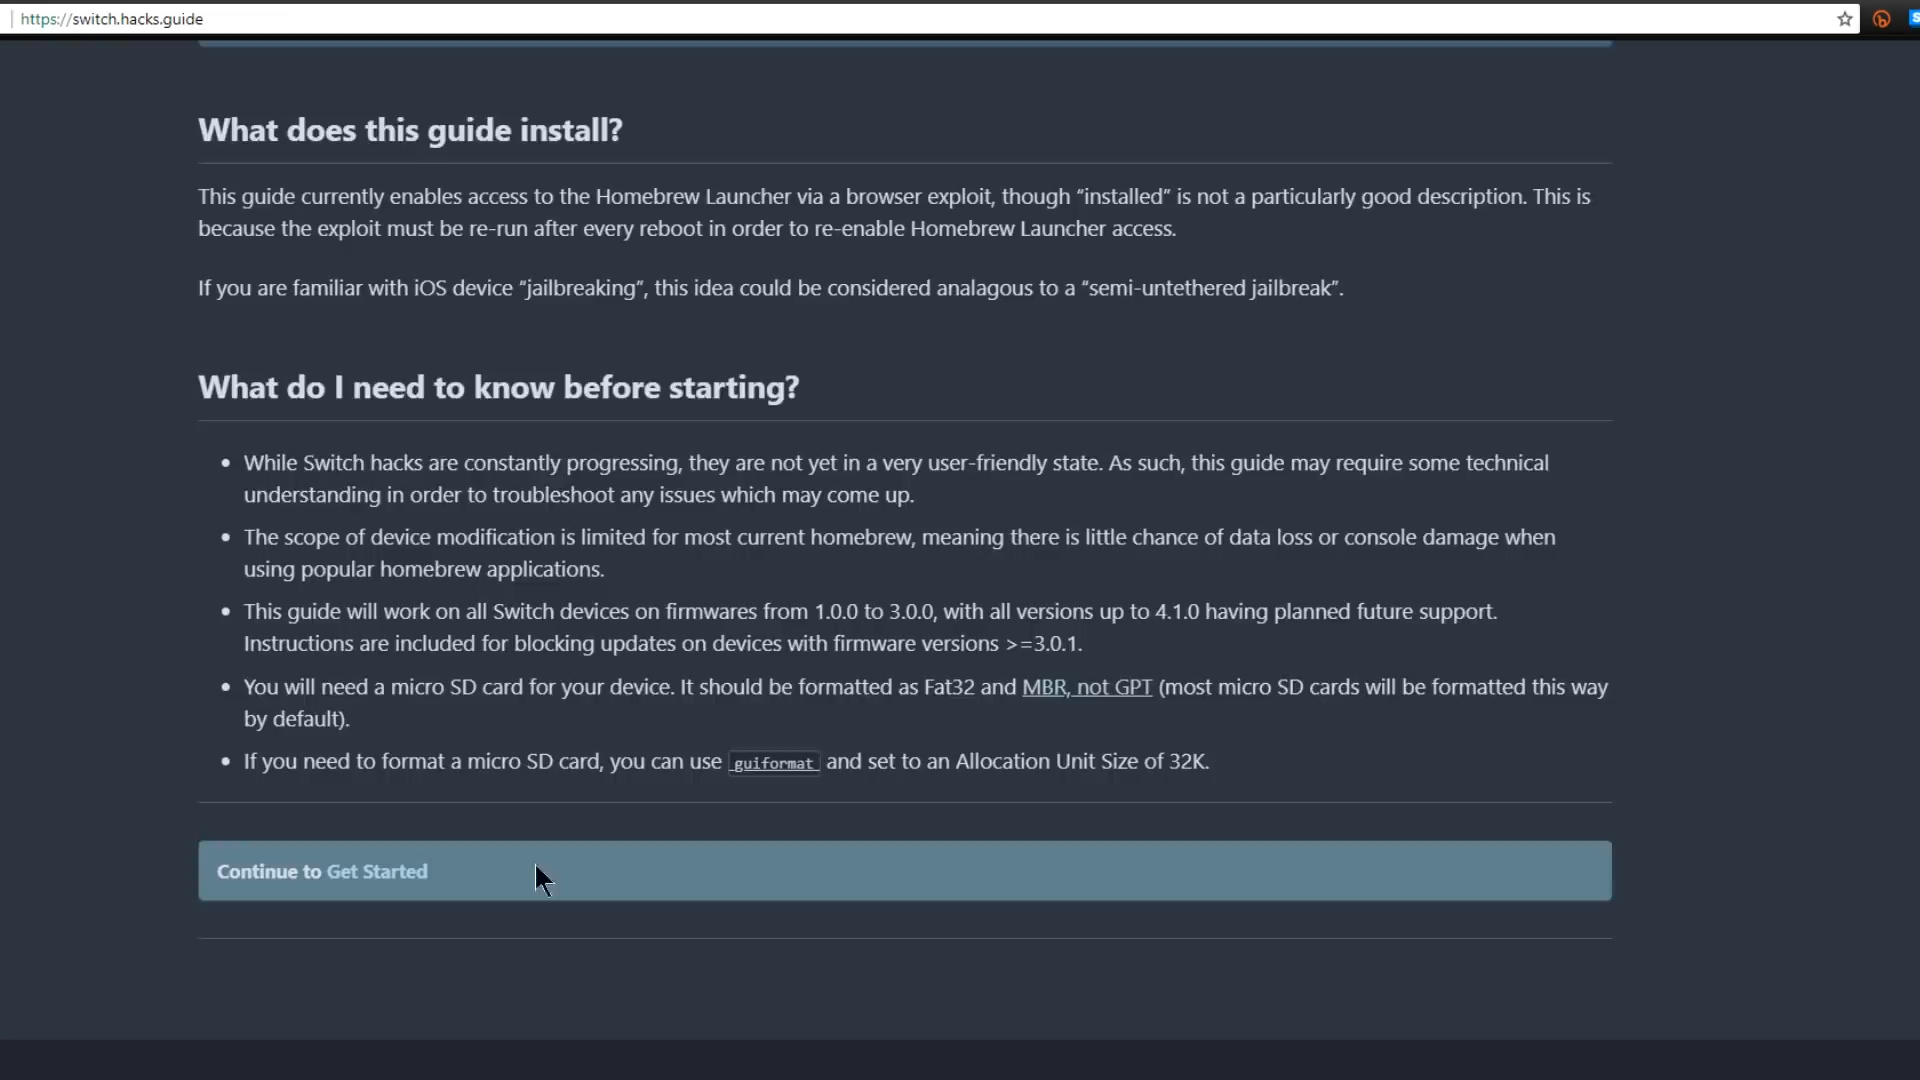 https://switch.hacks.guide
What does this guide install?
This guide currently enables access to the Homebrew Launcher via a browser exploit, though “installed” is not a particularly good description. This is
because the exploit must be re-run after every reboot in order to re-enable Homebrew Launcher access.
If you are familiar with iOS device “jailbreaking”, this idea could be considered analagous to a “semi-untethered jailbreak”.
What do I need to know before starting?
While Switch hacks are constantly progressing, they are not yet in a very user-friendly state. As such, this guide may require some technical
understanding in order to troubleshoot any issues which may come up.
The scope of device modification is limited for most current homebrew, meaning there is little chance of data loss or console damage when
using popular homebrew applications.
This guide will work on all Switch devices on firmwares from 1.0.0 to 3.0.0, with all versions up to 4.1.0 having planned future support.
Instructions are included for blocking updates on devices with firmware versions >=3.0.1.
You will need a micro SD card for your device. It should be formatted as Fat32 and MBR, not GPT (most micro SD cards will be formatted this way
by default).
If you need to format a micro SD card, you can use guiformat and set to an Allocation Unit Size of 32K.
Continue to Get Started